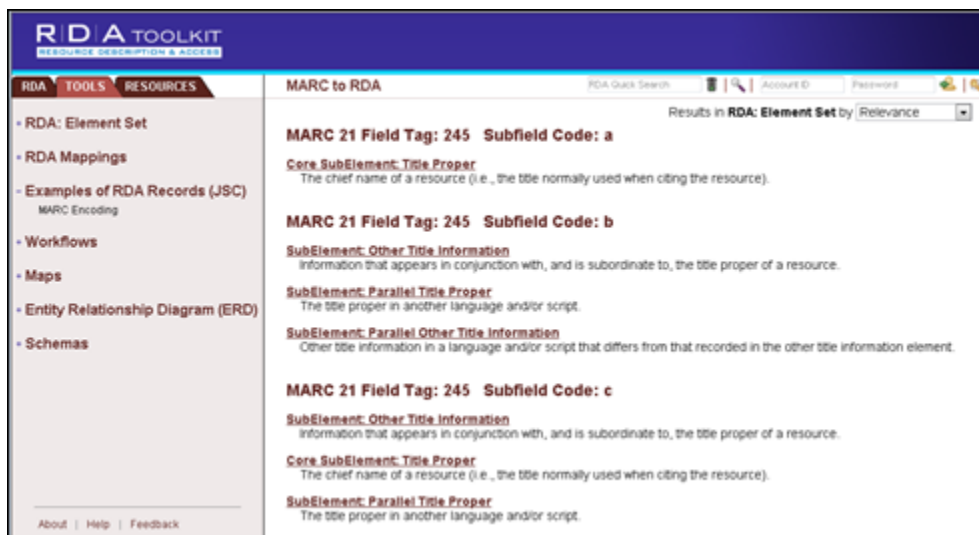 R|D|A TOOLKIT
RESOURCE DESCRIPTION & ACCESS
RDA TOOLS RESOURCES
MARC to RDA
RDA Quick Search
Account ID
Password
Results in RDA: Element Set by Relevance
RDA: Element Set
RDA Mappings
Examples of RDA Records (JSC)
MARC Encoding
Workflows
Maps
Entity Relationship Diagram (ERD)
Schemas
About | Help | Feedback
MARC 21 Field Tag: 245 Subfield Code: a
Core SubElement: Title Proper
The chief name of a resource (i.e., the title normally used when citing the resource).
MARC 21 Field Tag: 245 Subfield Code: b
SubElement: Other Title Information
Information that appears in conjunction with, and is subordinate to, the title proper of a resource.
SubElement: Parallel Title Proper
The title proper in another language and/or script.
SubElement: Parallel Other Title Information
Other title information in a language and/or script that differs from that recorded in the other title information element.
MARC 21 Field Tag: 245 Subfield Code: c
SubElement: Other Title Information
Information that appears in conjunction with, and is subordinate to, the title proper of a resource.
Core SubElement: Title Proper
The chief name of a resource (i.e., the title normally used when citing the resource).
SubElement: Parallel Title Proper
The title proper in another language and/or script.